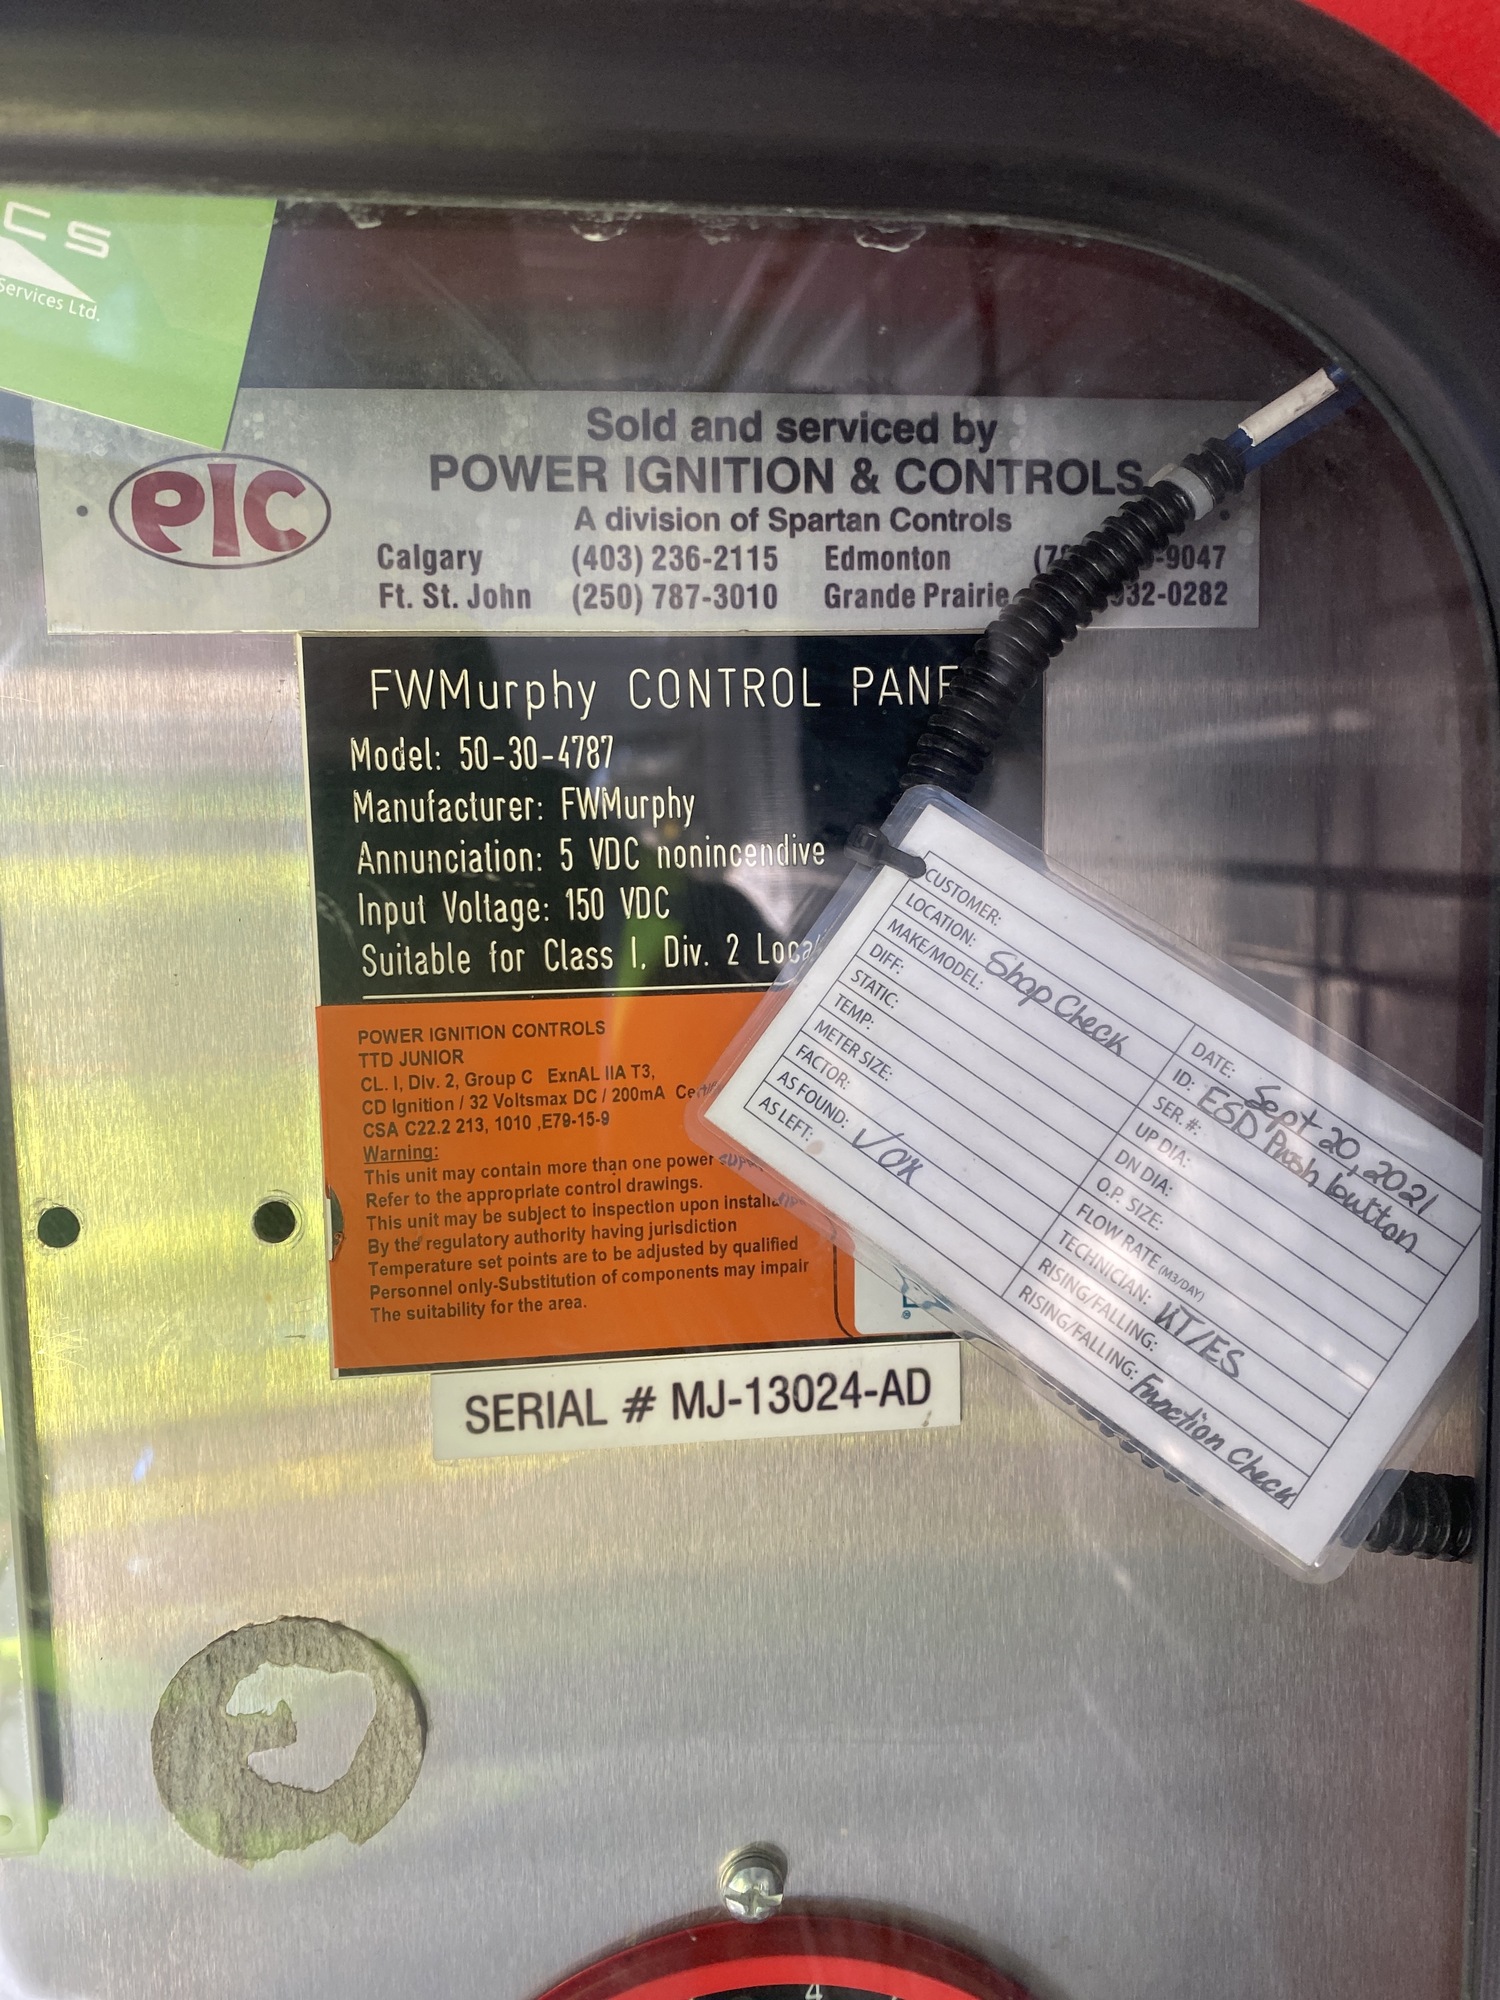 CS
Services Ltd.
PIC
Sold and serviced by
POWER IGNITION & CONTROLS
A division of Spartan Controls
Calgary (403) 236-2115 Edmonton -9047
Ft. St. John (250) 787-3010 Grande Prairie 32-0282
FWMurphy CONTROL PANE
Model: 50-30-4787
Manufacturer: FWMurphy
Annunciation: 5 VDC nonincendive
Input Voltage: 150 VDC
Suitable for Class I, Div. 2 Loca
POWER IGNITION CONTROLS
TTD JUNIOR
CL. I, Div. 2, Group C ExnAL IIA T3,
CD Ignition / 32 Voltsmax DC / 200mA Certif
CSA C22.2 213, 1010 ,E79-15-9
Warning:
This unit may contain more than one power supp
Refer to the appropriate control drawings.
This unit may be subject to inspection upon installa
By the regulatory authority having jurisdiction
Temperature set points are to be adjusted by qualified
Personnel only-Substitution of components may impair
The suitability for the area.
SERIAL # MJ-13024-AD
CUSTOMER:
LOCATION: Shop Check
MAKE/MODEL:
DIFF:
STATIC:
TEMP:
METER SIZE:
FACTOR:
AS FOUND: √OK
AS LEFT:
DATE: Sept 20, 2021
ID: ESD Push button
SER. #:
UP DIA:
DN DIA:
O.P. SIZE:
FLOW RATE (M3/DAY)
TECHNICIAN: KT/ES
RISING/FALLING:
RISING/FALLING: Function Check
4